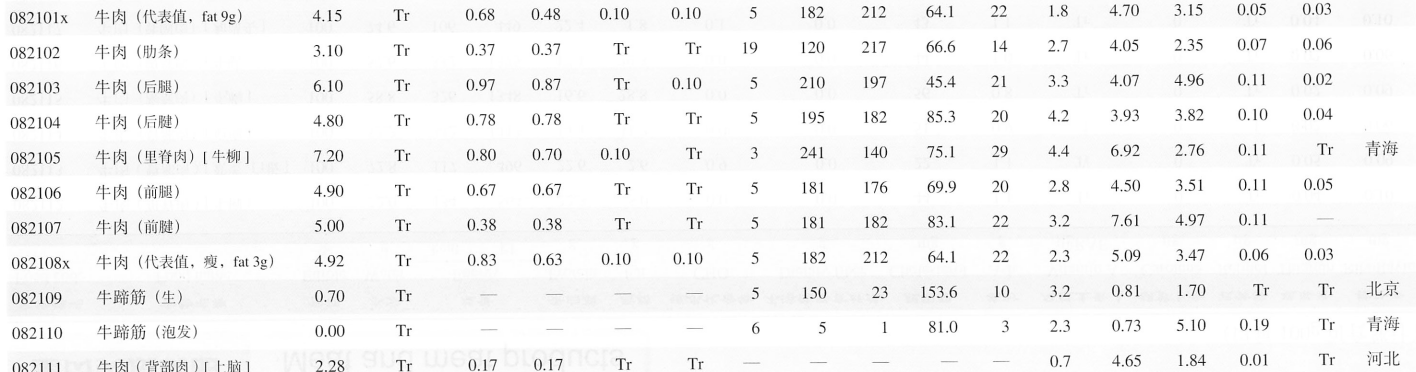 082101x 牛肉（代表值，fat 9g） 4.15 Tr 0.68 0.48 0.10 0.10 5 182 212 64.1 22 1.8 4.70 3.15 0.05 0.03
082102 牛肉（肋条） 3.10 Tr 0.37 0.37 Tr Tr 19 120 217 66.6 14 2.7 4.05 2.35 0.07 0.06
082103 牛肉（后腿） 6.10 Tr 0.97 0.87 Tr 0.10 5 210 197 45.4 21 3.3 4.07 4.96 0.11 0.02
082104 牛肉（后腱） 4.80 Tr 0.78 0.78 Tr Tr 5 195 182 85.3 20 4.2 3.93 3.82 0.10 0.04
082105 牛肉（里脊肉）[ 牛柳 ] 7.20 Tr 0.80 0.70 0.10 Tr 3 241 140 75.1 29 4.4 6.92 2.76 0.11 Tr 青海
082106 牛肉（前腿） 4.90 Tr 0.67 0.67 Tr Tr 5 181 176 69.9 20 2.8 4.50 3.51 0.11 0.05
082107 牛肉（前腱） 5.00 Tr 0.38 0.38 Tr Tr 5 181 182 83.1 22 3.2 7.61 4.97 0.11 —
082108x 牛肉（代表值，瘦，fat 3g） 4.92 Tr 0.83 0.63 0.10 0.10 5 182 212 64.1 22 2.3 5.09 3.47 0.06 0.03
082109 牛蹄筋（生） 0.70 Tr — — — — 5 150 23 153.6 10 3.2 0.81 1.70 Tr Tr 北京
082110 牛蹄筋（泡发） 0.00 Tr — — — — 6 5 1 81.0 3 2.3 0.73 5.10 0.19 Tr 青海
082111 牛肉（背部肉）[ 上脑 ] 2.28 Tr 0.17 0.17 Tr Tr — — — — — 0.7 4.65 1.84 0.01 Tr 河北